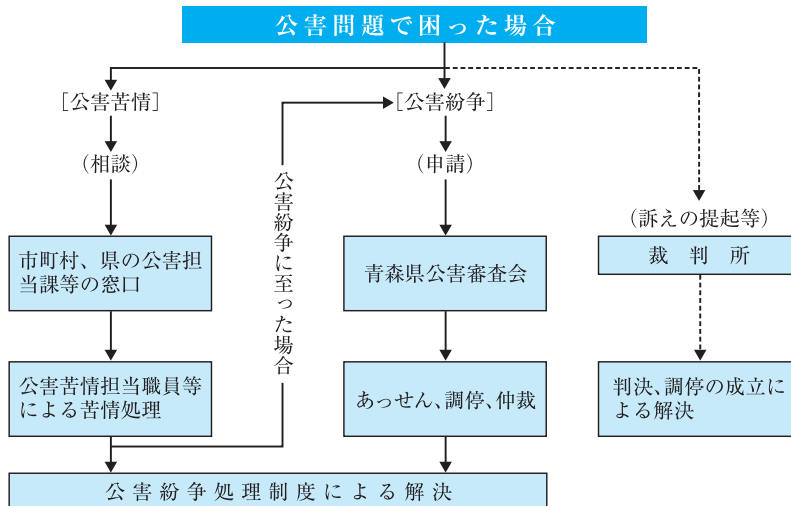 公害問題で困った場合
［公害苦情］
（相談）
市町村、県の公害担
当課等の窓口
公害苦情担当職員等
による苦情処理
公害紛争に至った場合
［公害紛争］
（申請）
青森県公害審査会
あっせん、調停、仲裁
公害紛争処理制度による解決
（訴えの提起等）
裁判所
判決、調停の成立に
よる解決